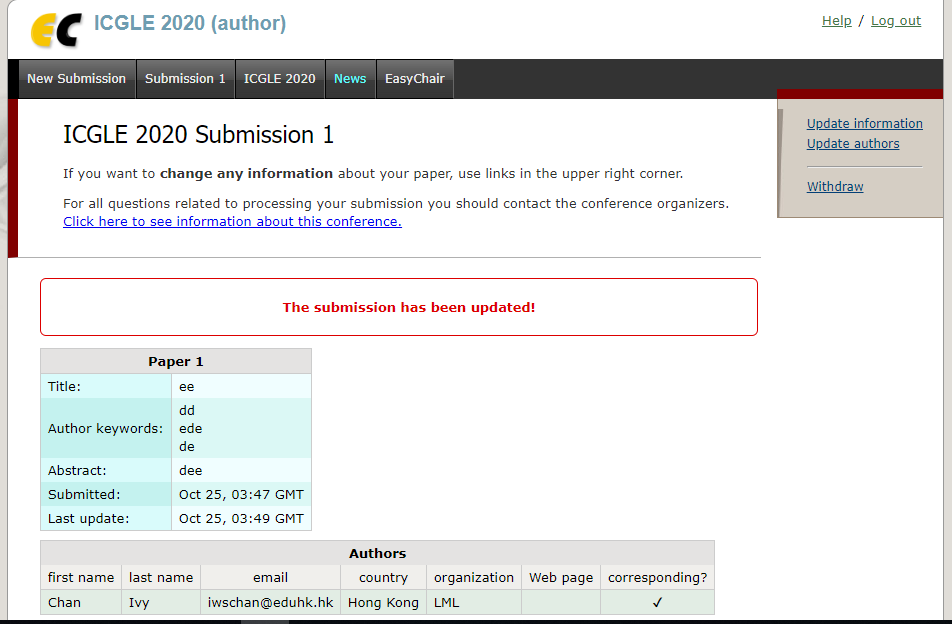 EC
ICGLE 2020 (author)
Help / Log out
New Submission Submission 1 ICGLE 2020 News EasyChair
ICGLE 2020 Submission 1
If you want to change any information about your paper, use links in the upper right corner.
For all questions related to processing your submission you should contact the conference organizers.
Click here to see information about this conference.
Update information
Update authors
Withdraw
The submission has been updated!
Paper 1
Title: ee
Author keywords: dd
ede
de
Abstract: dee
Submitted: Oct 25, 03:47 GMT
Last update: Oct 25, 03:49 GMT
Authors
first name last name email country organization Web page corresponding?
Chan Ivy iwschan@eduhk.hk Hong Kong LML ✓